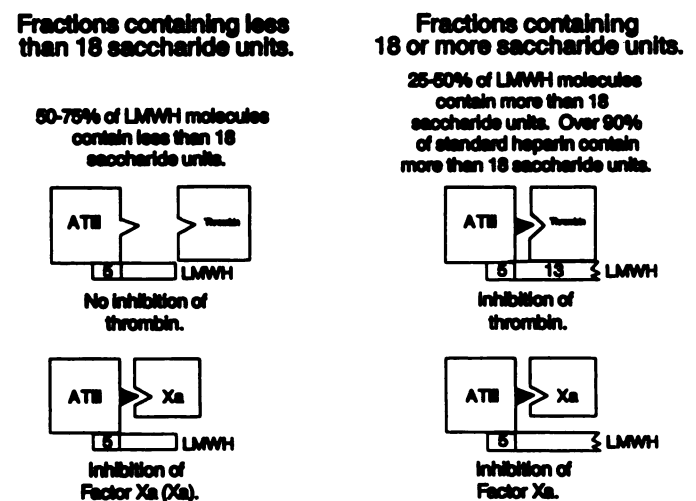 Fractions containing less
than 18 saccharide units.
50-75% of LMWH molecules
contain less than 18
saccharide units.
ATIII
Thrombin
5
LMWH
No inhibition of
thrombin.
ATIII
Xa
5
LMWH
Inhibition of
Factor Xa (Xa).
Fractions containing
18 or more saccharide units.
25-50% of LMWH molecules
contain more than 18
saccharide units. Over 90%
of standard heparin contain
more than 18 saccharide units.
ATIII
Thrombin
5 13
LMWH
Inhibition of
thrombin.
ATIII
Xa
5
LMWH
Inhibition of
Factor Xa.